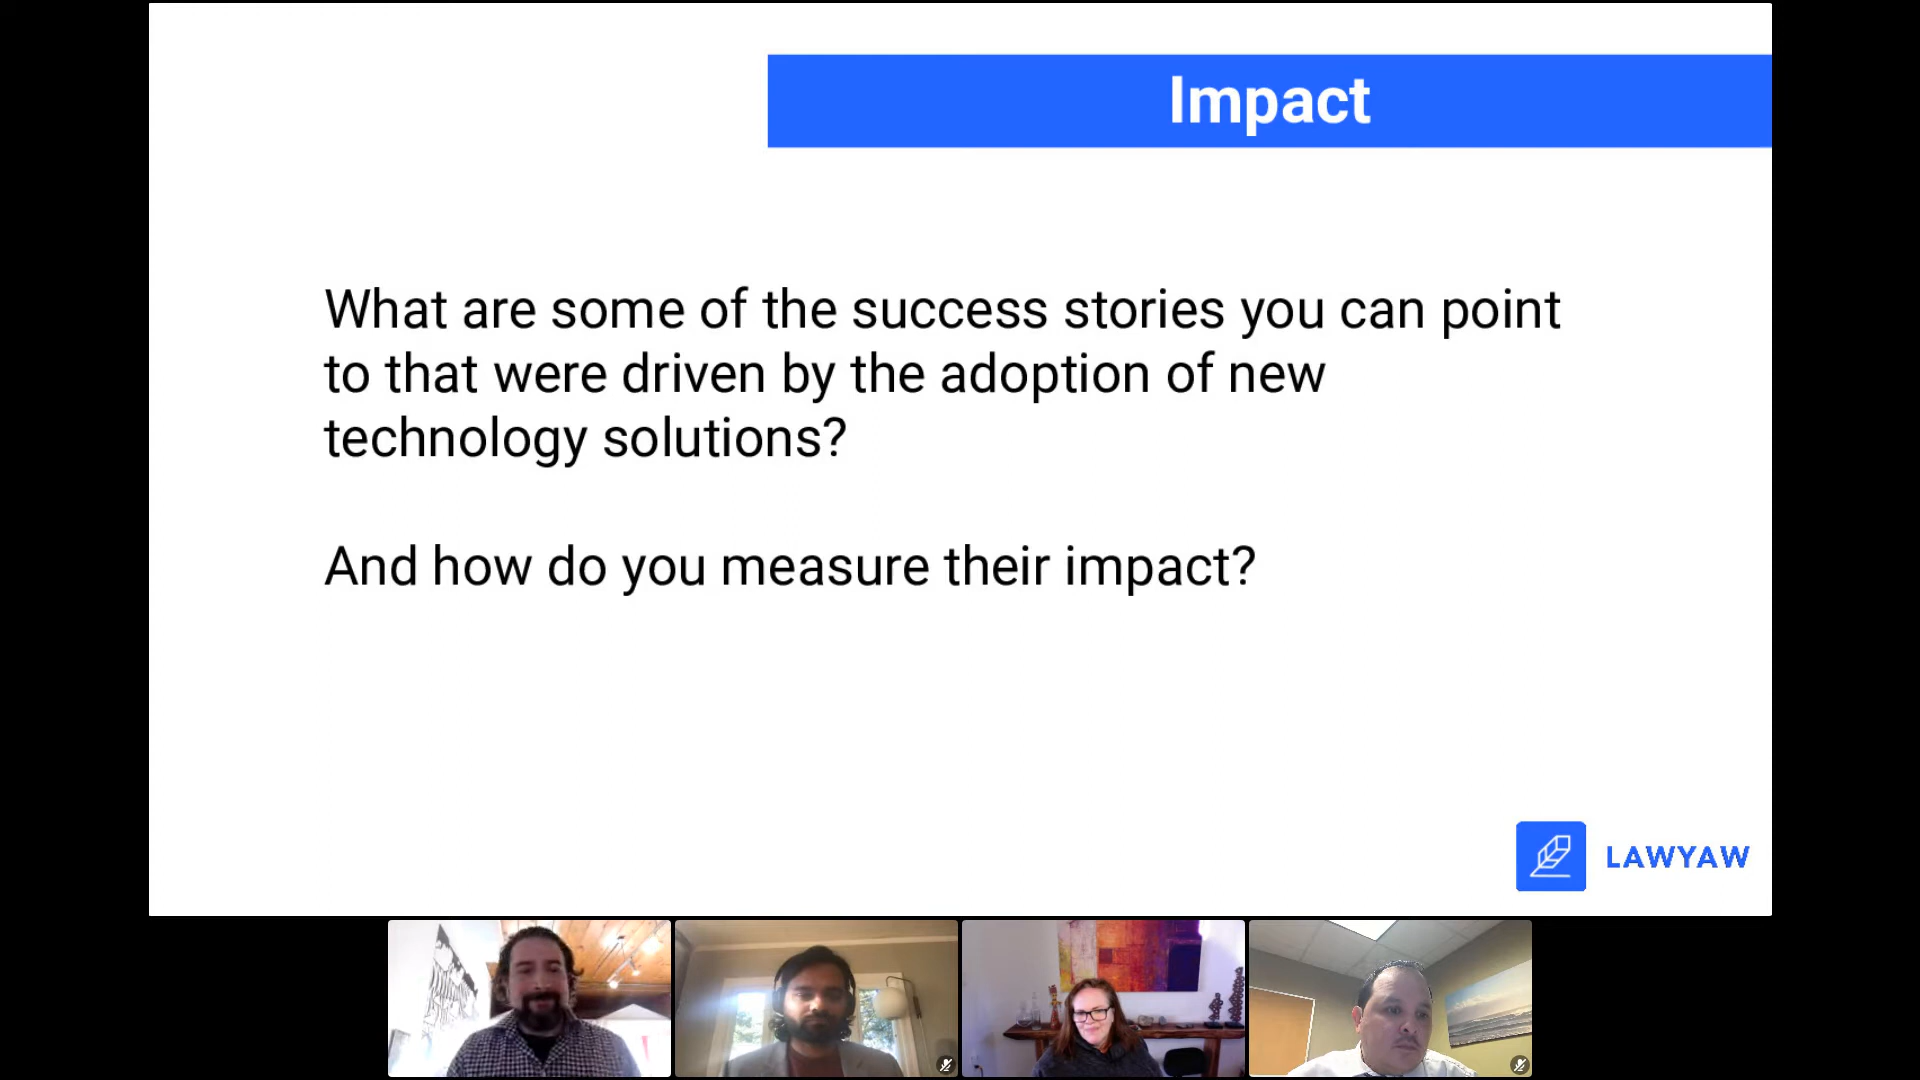 Impact
What are some of the success stories you can point
to that were driven by the adoption of new
technology solutions?
And how do you measure their impact?
LAWYAW